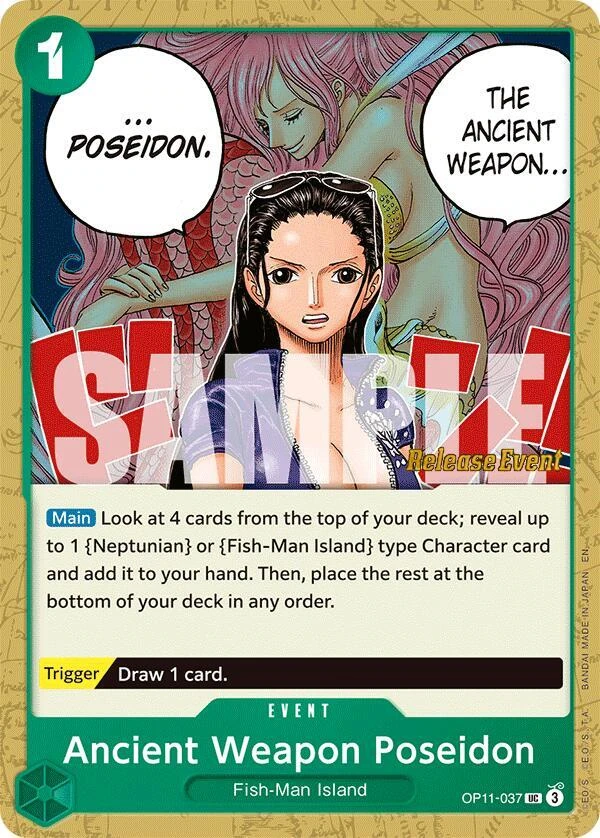 1
...
POSEIDON.
THE
ANCIENT
WEAPON...
SAMPLE
Release Event
Main Look at 4 cards from the top of your deck; reveal up
to 1 {Neptunian} or {Fish-Man Island} type Character card
and add it to your hand. Then, place the rest at the
bottom of your deck in any order.
Trigger Draw 1 card.
EVENT
Ancient Weapon Poseidon
Fish-Man Island
OP11-037 UC 3
BANDAI MADE IN JAPAN EN